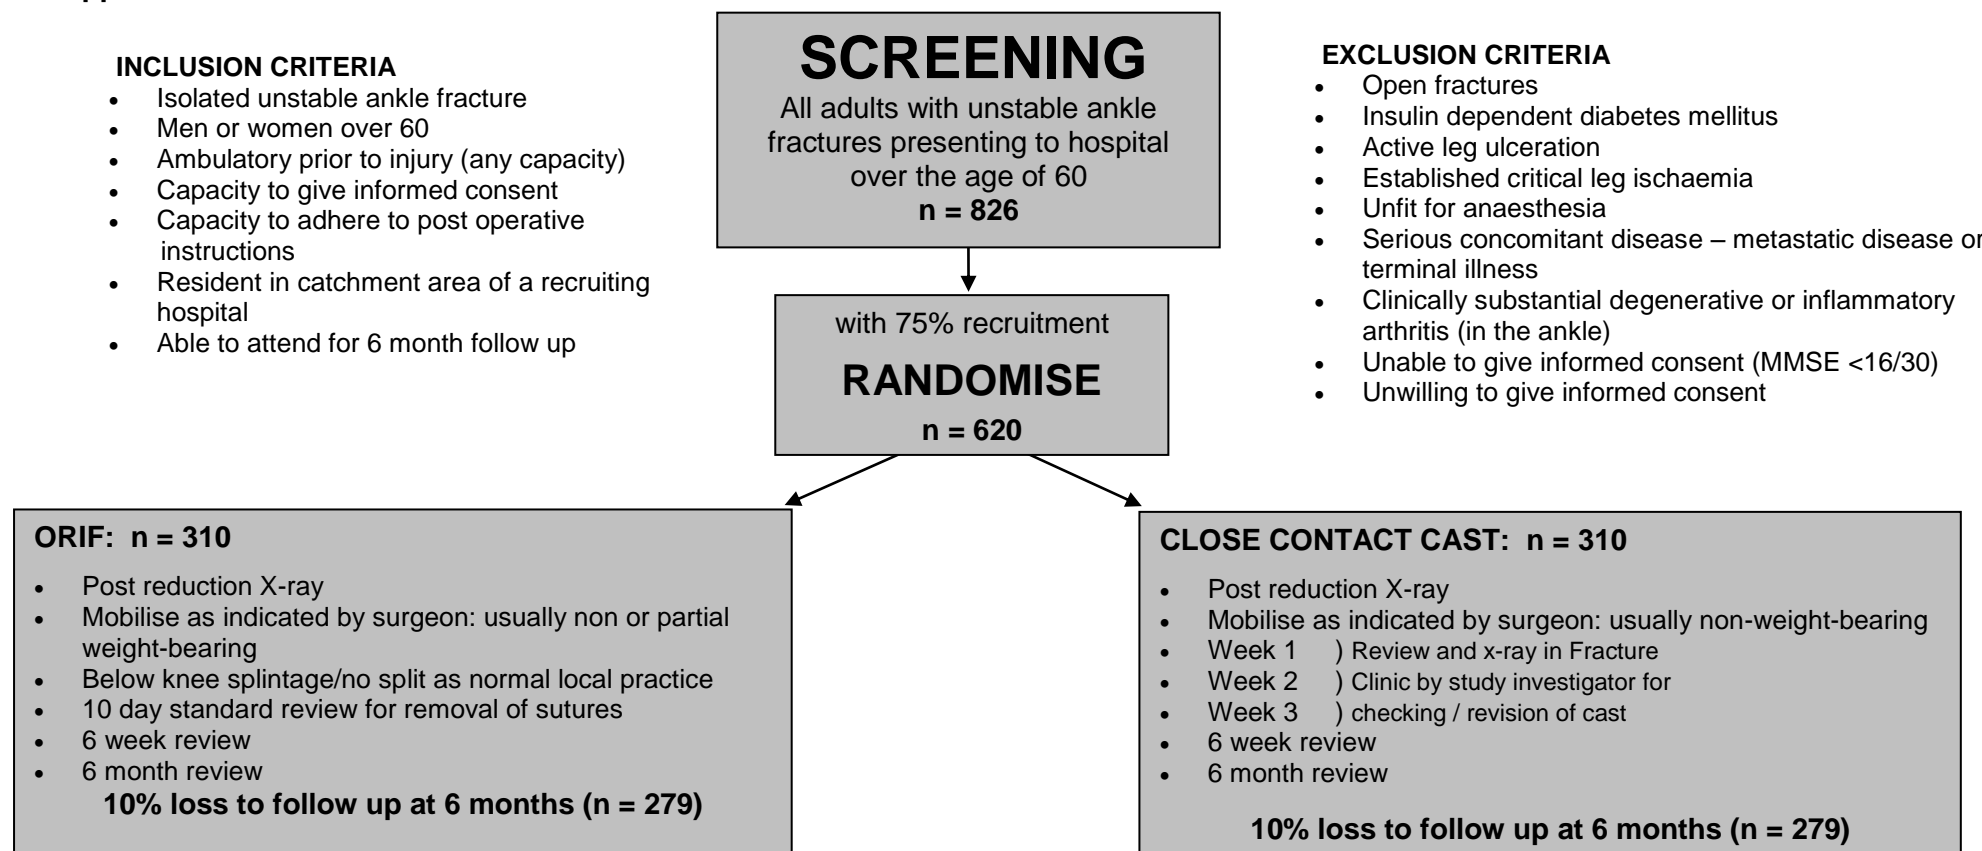 INCLUSION CRITERIA
• Isolated unstable ankle fracture
• Men or women over 60
• Ambulatory prior to injury (any capacity)
• Capacity to give informed consent
• Capacity to adhere to post operative
instructions
• Resident in catchment area of a recruiting
hospital
• Able to attend for 6 month follow up
SCREENING
All adults with unstable ankle
fractures presenting to hospital
over the age of 60
n = 826
EXCLUSION CRITERIA
• Open fractures
• Insulin dependent diabetes mellitus
• Active leg ulceration
• Established critical leg ischaemia
• Unfit for anaesthesia
• Serious concomitant disease – metastatic disease or
terminal illness
• Clinically substantial degenerative or inflammatory
arthritis (in the ankle)
• Unable to give informed consent (MMSE <16/30)
• Unwilling to give informed consent
with 75% recruitment
RANDOMISE
n = 620
ORIF: n = 310
• Post reduction X-ray
• Mobilise as indicated by surgeon: usually non or partial
weight-bearing
• Below knee splintage/no split as normal local practice
• 10 day standard review for removal of sutures
• 6 week review
• 6 month review
10% loss to follow up at 6 months (n = 279)
CLOSE CONTACT CAST: n = 310
• Post reduction X-ray
• Mobilise as indicated by surgeon: usually non-weight-bearing
• Week 1 ) Review and x-ray in Fracture
• Week 2 ) Clinic by study investigator for
• Week 3 ) checking / revision of cast
• 6 week review
• 6 month review
10% loss to follow up at 6 months (n = 279)